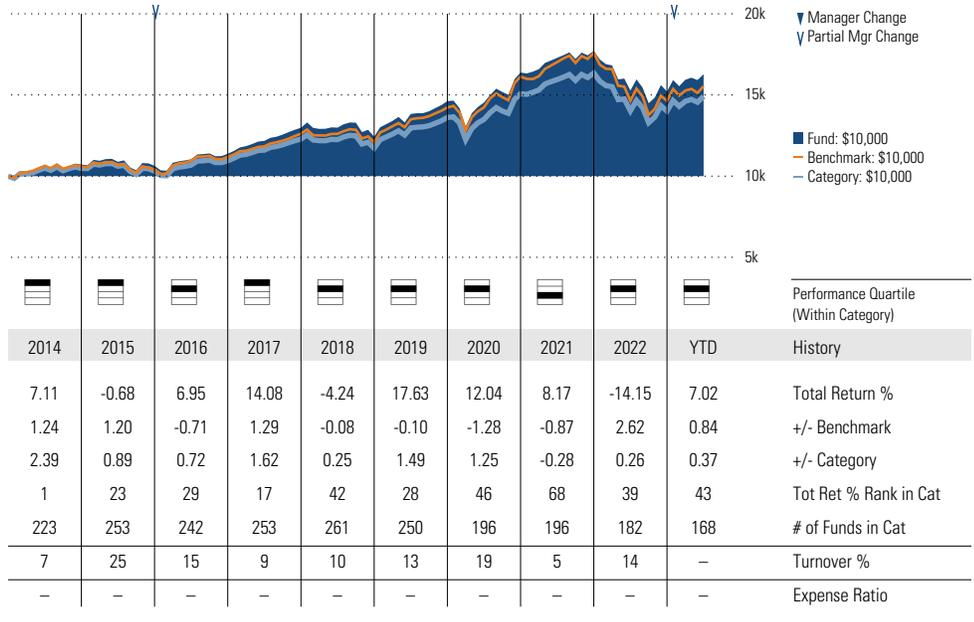 20k
Manager Change
Partial Mgr Change
15k
Fund: $10,000
Benchmark: $10,000
Category: $10,000
10k
5k
Performance Quartile
(Within Category)
2014 2015 2016 2017 2018 2019 2020 2021 2022 YTD History
7.11 -0.68 6.95 14.08 -4.24 17.63 12.04 8.17 -14.15 7.02 Total Return %
1.24 1.20 -0.71 1.29 -0.08 -0.10 -1.28 -0.87 2.62 0.84 +/- Benchmark
2.39 0.89 0.72 1.62 0.25 1.49 1.25 -0.28 0.26 0.37 +/- Category
1 23 29 17 42 28 46 68 39 43 Tot Ret % Rank in Cat
223 253 242 253 261 250 196 196 182 168 # of Funds in Cat
7 25 15 9 10 13 19 5 14 – Turnover %
– – – – – – – – – – Expense Ratio